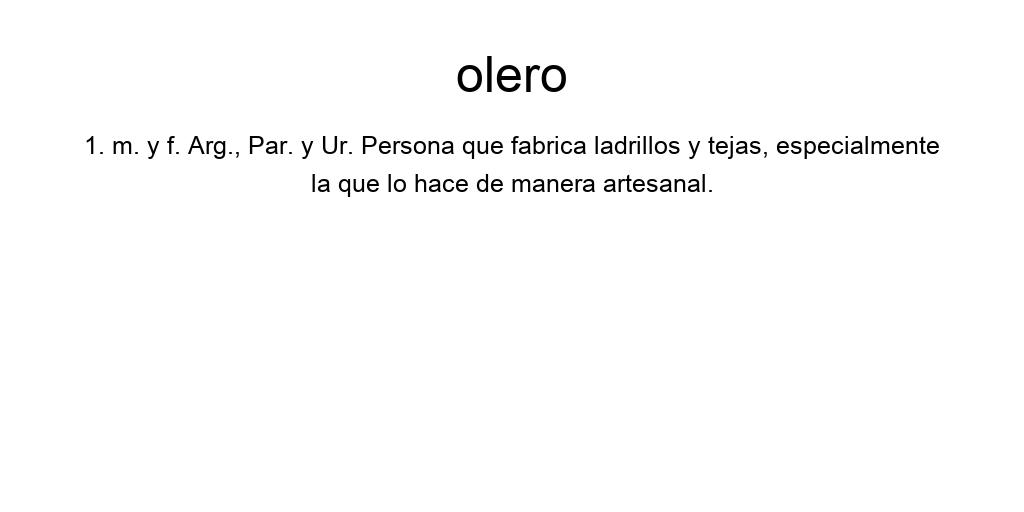 olero
1. m. y f. Arg., Par. y Ur. Persona que fabrica ladrillos y tejas, especialmente
la que lo hace de manera artesanal.